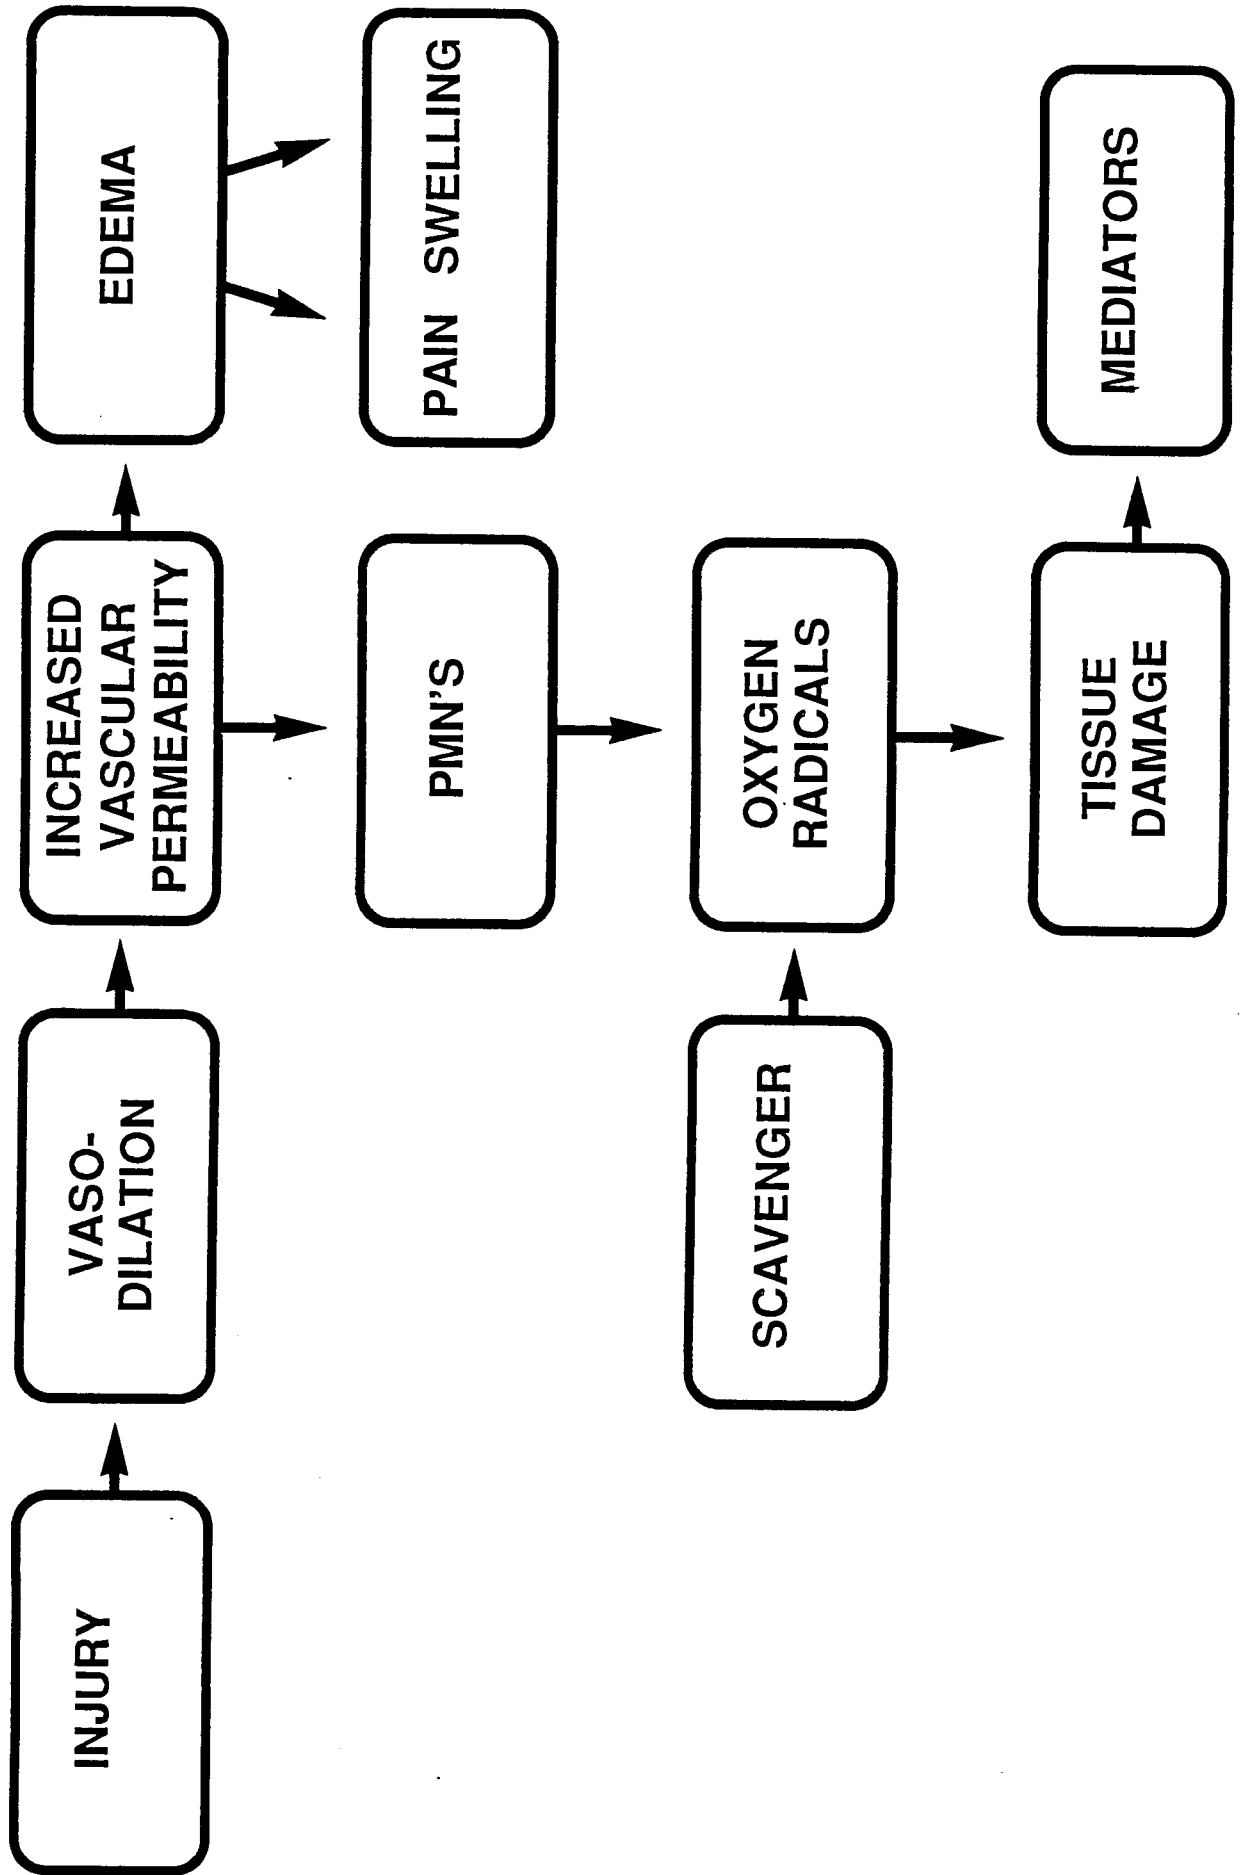 INJURY
VASO-
DILATION
INCREASED
VASCULAR
PERMEABILITY
EDEMA
PAIN SWELLING
PMN'S
SCAVENGER
OXYGEN
RADICALS
TISSUE
DAMAGE
MEDIATORS